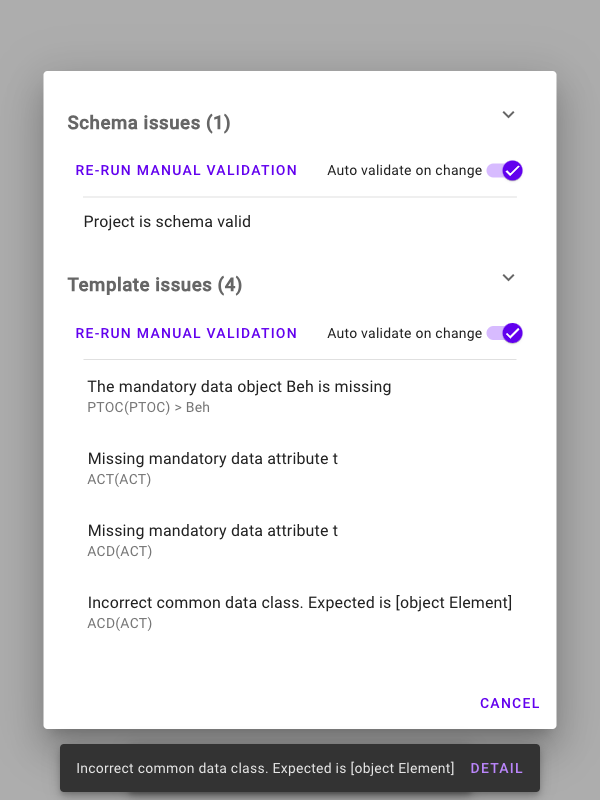 Schema issues (1)
RE-RUN MANUAL VALIDATION Auto validate on change
Project is schema valid
Template issues (4)
RE-RUN MANUAL VALIDATION Auto validate on change
The mandatory data object Beh is missing
PTOC(PTOC) > Beh
Missing mandatory data attribute t
ACT(ACT)
Missing mandatory data attribute t
ACD(ACT)
Incorrect common data class. Expected is [object Element]
ACD(ACT)
CANCEL
Incorrect common data class. Expected is [object Element] DETAIL